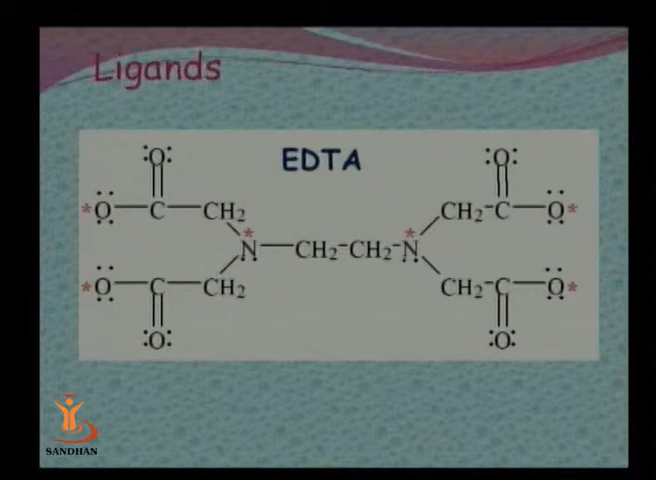 Ligands
EDTA
:O: :O:
*O—C—CH2 CH2-C—O*
N*—CH2-CH2-N*
*O—C—CH2 CH2-C—O*
:O: :O:
SANDHAN